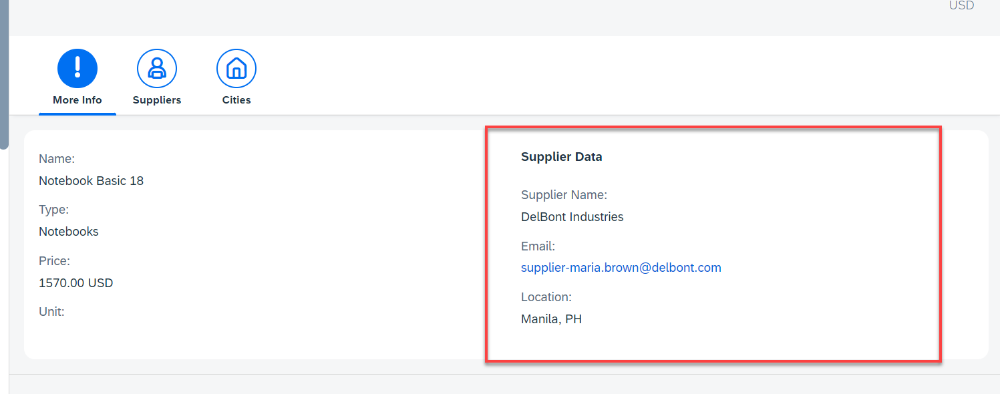 USD
More Info
Suppliers
Cities
Name:
Notebook Basic 18
Type:
Notebooks
Price:
1570.00 USD
Unit:
Supplier Data
Supplier Name:
DelBont Industries
Email:
supplier-maria.brown@delbont.com
Location:
Manila, PH